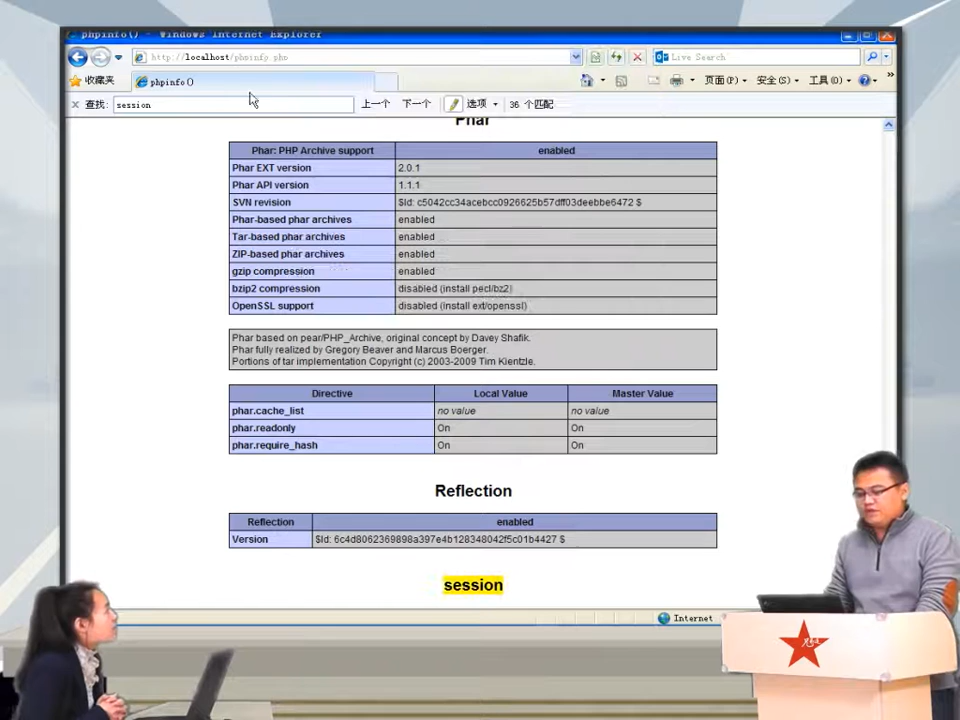 phpinfo() - Windows Internet Explorer
http://localhost/phpinfo.php
Live Search
收藏夹
phpinfo()
页面(P)
安全(S)
工具(O)
查找: session
上一个 下一个 选项 36 个匹配
Phar
Phar: PHP Archive support enabled
Phar EXT version 2.0.1
Phar API version 1.1.1
SVN revision $Id: c5042cc34acebcc0926625b57dff03deebbe6472 $
Phar-based phar archives enabled
Tar-based phar archives enabled
ZIP-based phar archives enabled
gzip compression enabled
bzip2 compression disabled (install pecl/bz2)
OpenSSL support disabled (install ext/openssl)
Phar based on pear/PHP_Archive, original concept by Davey Shafik.
Phar fully realized by Gregory Beaver and Marcus Boerger.
Portions of tar implementation Copyright (c) 2003-2009 Tim Kientzle.
Directive Local Value Master Value
phar.cache_list no value no value
phar.readonly On On
phar.require_hash On On
Reflection
Reflection enabled
Version $Id: 6c4d8062369898a397e4b128348042f5c01b4427 $
session
Internet